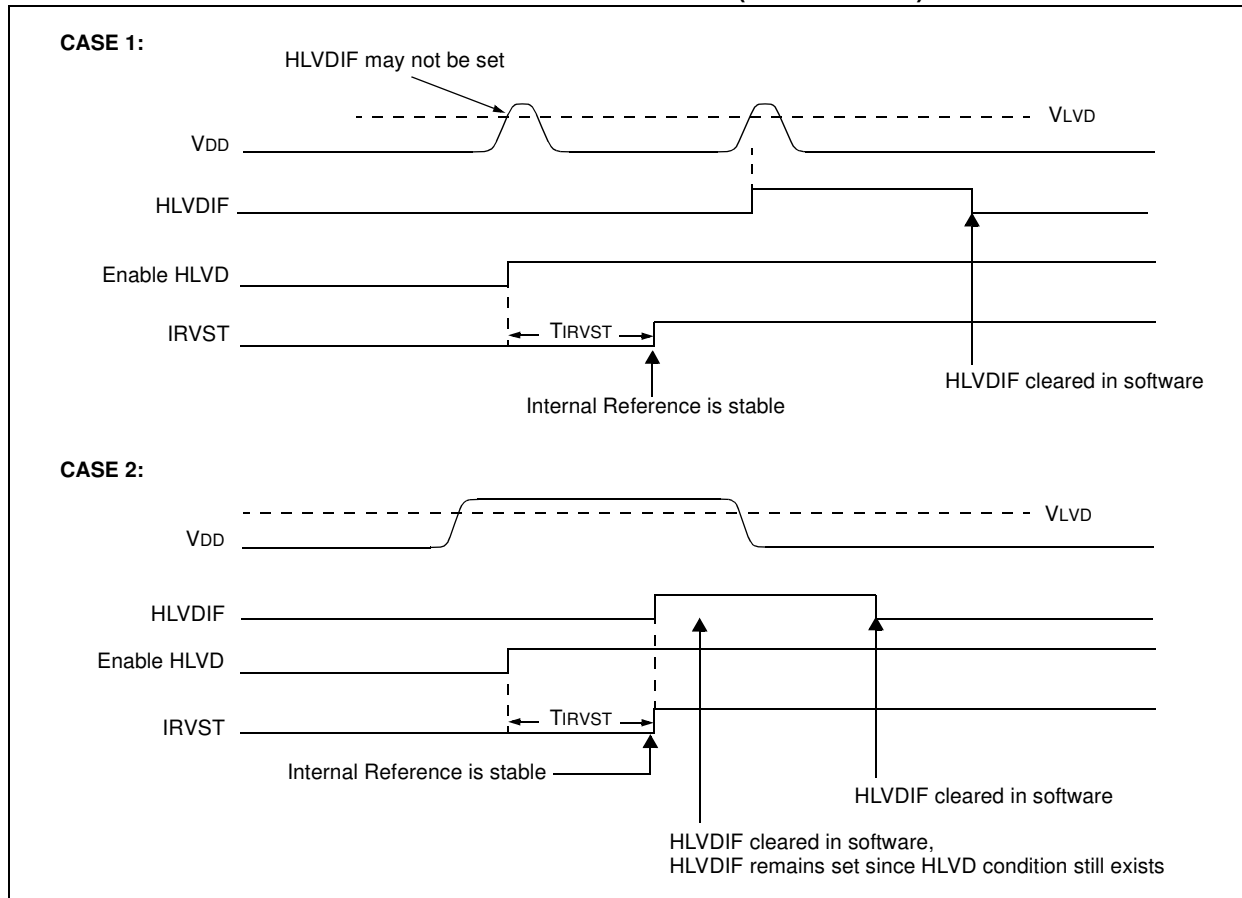 CASE 1:
HLVDIF may not be set
VLVD
VDD
HLVDIF
Enable HLVD
TIRVST
IRVST
HLVDIF cleared in software
Internal Reference is stable
CASE 2:
VLVD
VDD
HLVDIF
Enable HLVD
TIRVST
IRVST
Internal Reference is stable
HLVDIF cleared in software
HLVDIF cleared in software,
HLVDIF remains set since HLVD condition still exists